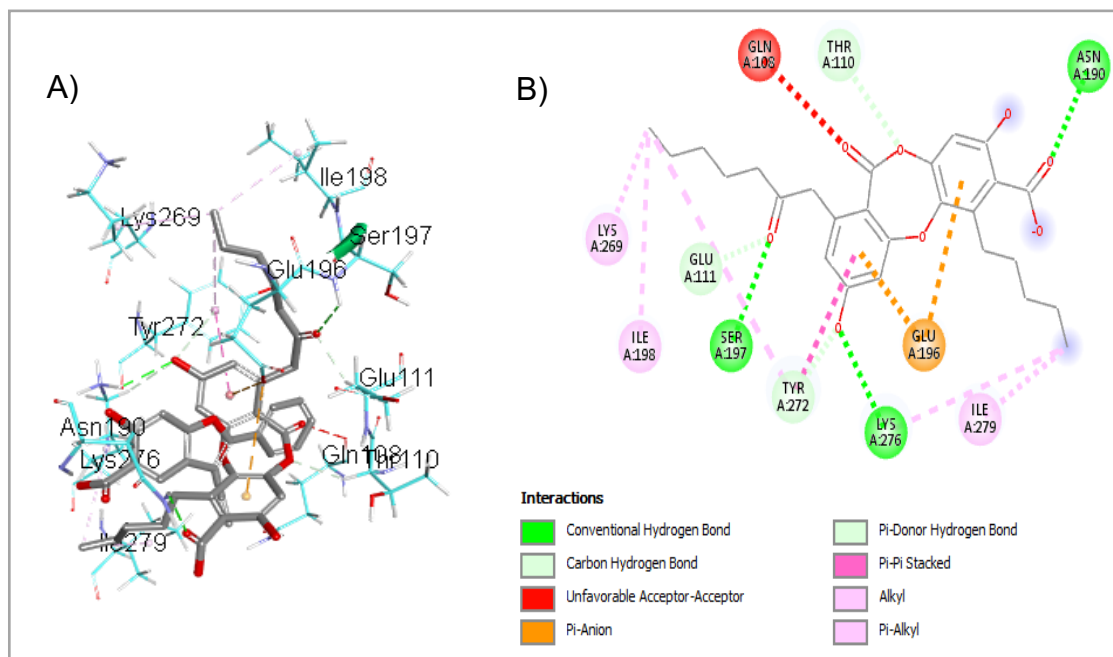 A)
Ile198
Lys269
Ser197
Glu196
Tyr272
Glu111
Asn190
Gln108
Thr110
Lys276
Ile279
B)
GLN
A:108
THR
A:110
ASN
A:190
O
O
O
O
-O
O
O
O
LYS
A:269
GLU
A:111
ILE
A:198
SER
A:197
TYR
A:272
GLU
A:196
LYS
A:276
ILE
A:279
Interactions
Conventional Hydrogen Bond
Carbon Hydrogen Bond
Unfavorable Acceptor-Acceptor
Pi-Anion
Pi-Donor Hydrogen Bond
Pi-Pi Stacked
Alkyl
Pi-Alkyl